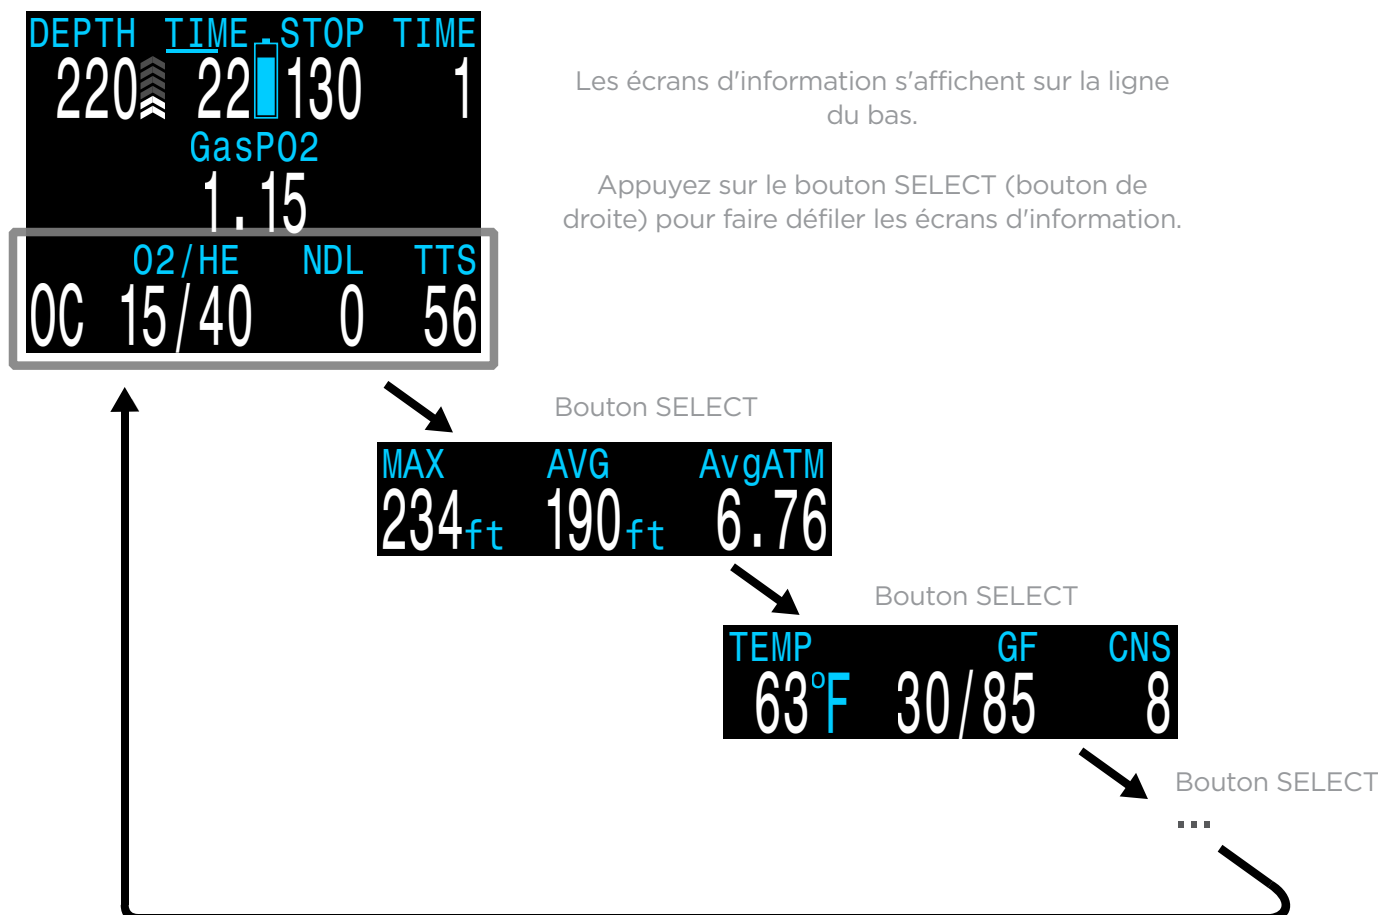 DEPTH TIME STOP TIME
220 22 130 1
GasPO2
1.15
O2/HE NDL TTS
OC 15/40 0 56
Les écrans d'information s'affichent sur la ligne
du bas.
Appuyez sur le bouton SELECT (bouton de
droite) pour faire défiler les écrans d'information.
Bouton SELECT
MAX AVG AvgATM
234ft 190ft 6.76
Bouton SELECT
TEMP GF CNS
63°F 30/85 8
Bouton SELECT
...